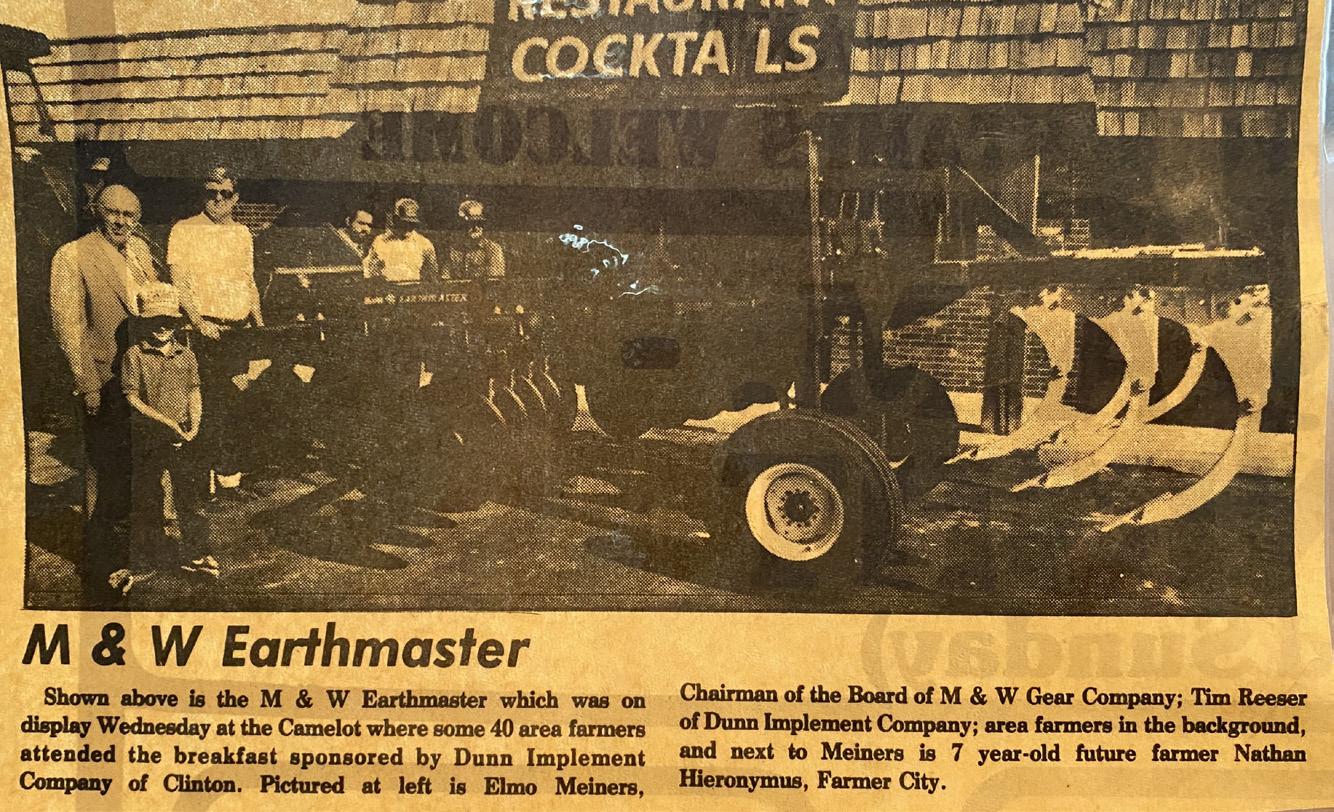 RESTAURANT
COCKTA LS
WELCOME
EARTHMASTER
Sunday
M & W Earthmaster
Shown above is the M & W Earthmaster which was on
display Wednesday at the Camelot where some 40 area farmers
attended the breakfast sponsored by Dunn Implement
Company of Clinton. Pictured at left is Elmo Meiners,
Chairman of the Board of M & W Gear Company; Tim Reeser
of Dunn Implement Company; area farmers in the background,
and next to Meiners is 7 year-old future farmer Nathan
Hieronymus, Farmer City.